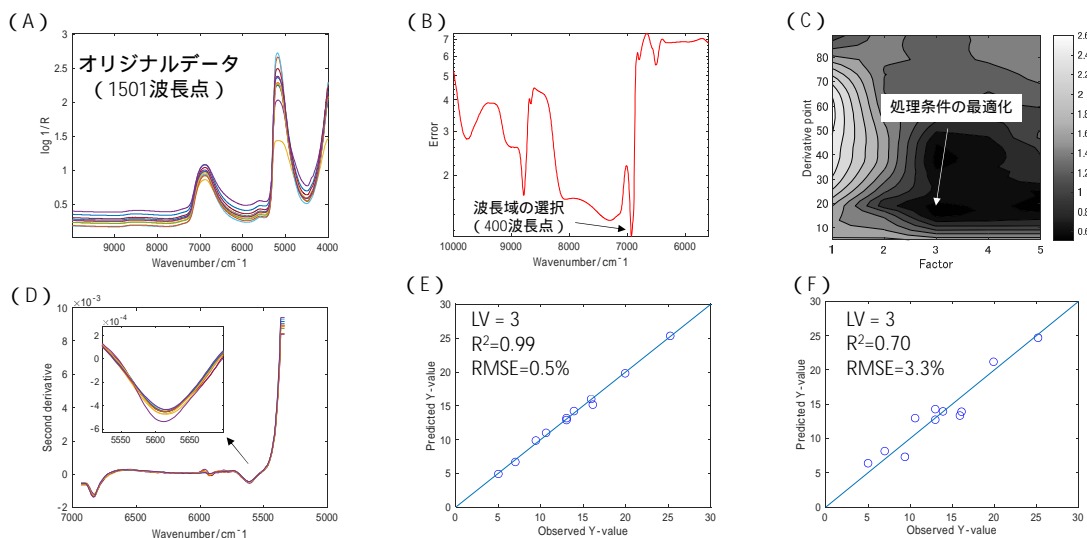 (A)
3
2.5
2
1.5
1
0.5
log 1/R
オリジナルデータ
(1501波長点)
9000 8000 7000 6000 5000 4000
Wavenumber/cm^-1
(B)
7
6
5
4
3
2
Error
波長域の選択
(400波長点)
10000 9000 8000 7000 6000
Wavenumber/cm^-1
(C)
80
70
60
50
40
30
20
10
Derivative point
処理条件の最適化
1 2 3 4 5
Factor
2.6
2.4
2.2
2
1.8
1.6
1.4
1.2
1
0.8
0.6
(D)
×10^-3
10
8
6
4
2
0
-2
Second derivative
×10^-4
2
0
-2
-4
-6
5550 5600 5650
7000 6500 6000 5500 5000
Wavenumber/cm^-1
(E)
30
25
20
15
10
5
0
Predicted Y-value
LV = 3
R²=0.99
RMSE=0.5%
0 5 10 15 20 25 30
Observed Y-value
(F)
30
25
20
15
10
5
0
Predicted Y-value
LV = 3
R²=0.70
RMSE=3.3%
0 5 10 15 20 25 30
Observed Y-value